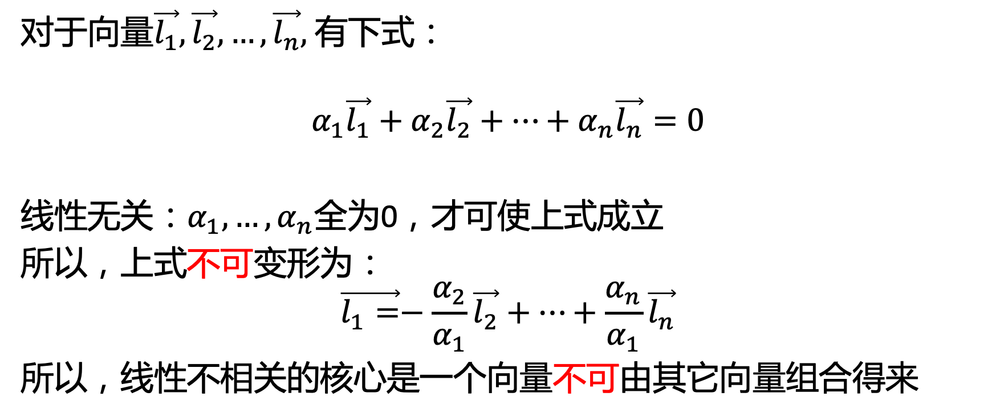 对于向量$\overrightarrow{l_1}, \overrightarrow{l_2}, \ldots, \overrightarrow{l_n}$, 有下式：
$\alpha_1\overrightarrow{l_1} + \alpha_2\overrightarrow{l_2} + \cdots + \alpha_n\overrightarrow{l_n} = 0$
线性无关：$\alpha_1, \ldots, \alpha_n$全为0，才可使上式成立
所以，上式不可变形为：
$\overrightarrow{l_1 =} - \frac{\alpha_2}{\alpha_1}\overrightarrow{l_2} + \cdots + \frac{\alpha_n}{\alpha_1}\overrightarrow{l_n}$
所以，线性不相关的核心是一个向量不可由其它向量组合得来